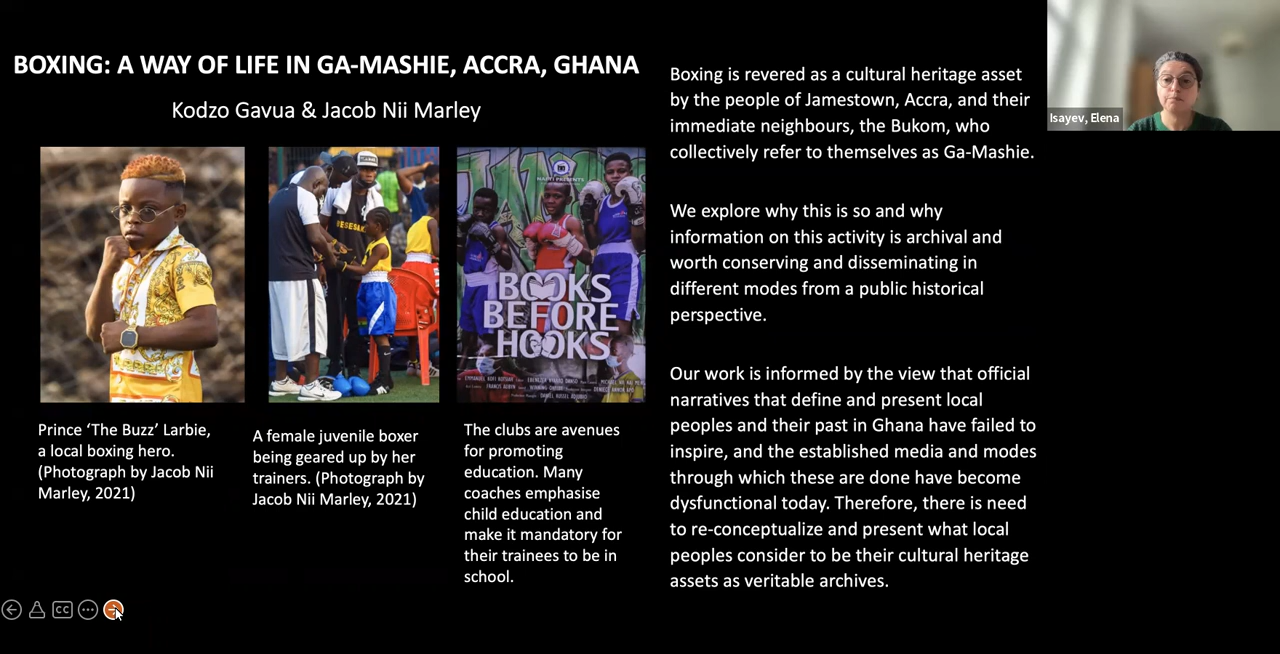 BOXING: A WAY OF LIFE IN GA-MASHIE, ACCRA, GHANA
Kodzo Gavua & Jacob Nii Marley
BOOKS
BEFORE
HOOKS
Prince ‘The Buzz’ Larbie,
a local boxing hero.
(Photograph by Jacob Nii
Marley, 2021)
A female juvenile boxer
being geared up by her
trainers. (Photograph by
Jacob Nii Marley, 2021)
The clubs are avenues
for promoting
education. Many
coaches emphasise
child education and
make it mandatory for
their trainees to be in
school.
Boxing is revered as a cultural heritage asset
by the people of Jamestown, Accra, and their
immediate neighbours, the Bukom, who
collectively refer to themselves as Ga-Mashie.
We explore why this is so and why
information on this activity is archival and
worth conserving and disseminating in
different modes from a public historical
perspective.
Our work is informed by the view that official
narratives that define and present local
peoples and their past in Ghana have failed to
inspire, and the established media and modes
through which these are done have become
dysfunctional today. Therefore, there is need
to re-conceptualize and present what local
peoples consider to be their cultural heritage
assets as veritable archives.
Isayev, Elena
CC